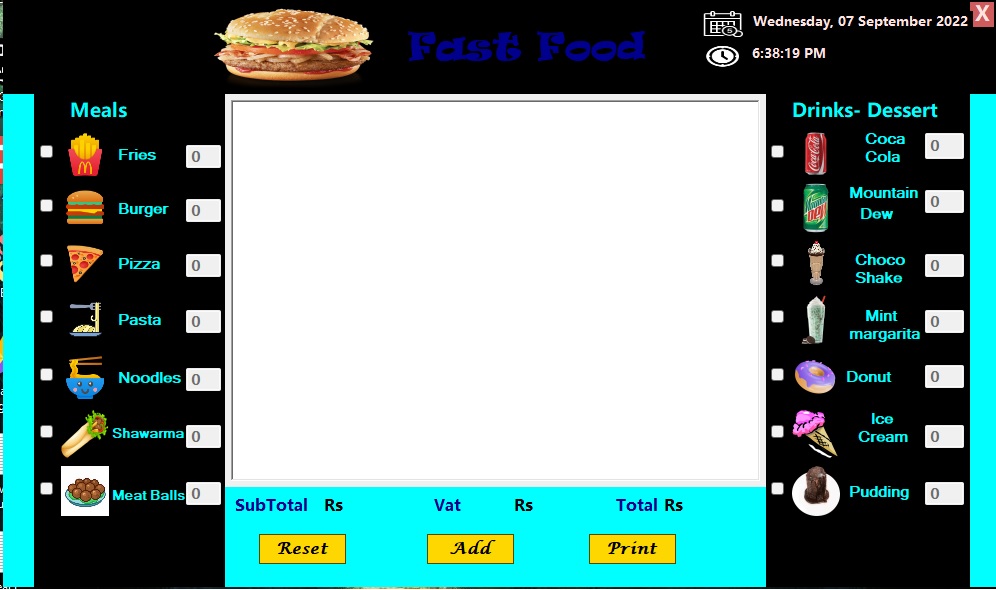 Fast Food
Wednesday, 07 September 2022
X
6:38:19 PM
Meals
Fries 0
Burger 0
Pizza 0
Pasta 0
Noodles 0
Shawarma 0
Meat Balls 0
Drinks- Dessert
Coca
Cola 0
Mountain
Dew 0
Choco
Shake 0
Mint
margarita 0
Donut 0
Ice
Cream 0
Pudding 0
SubTotal Rs Vat Rs Total Rs
Reset Add Print